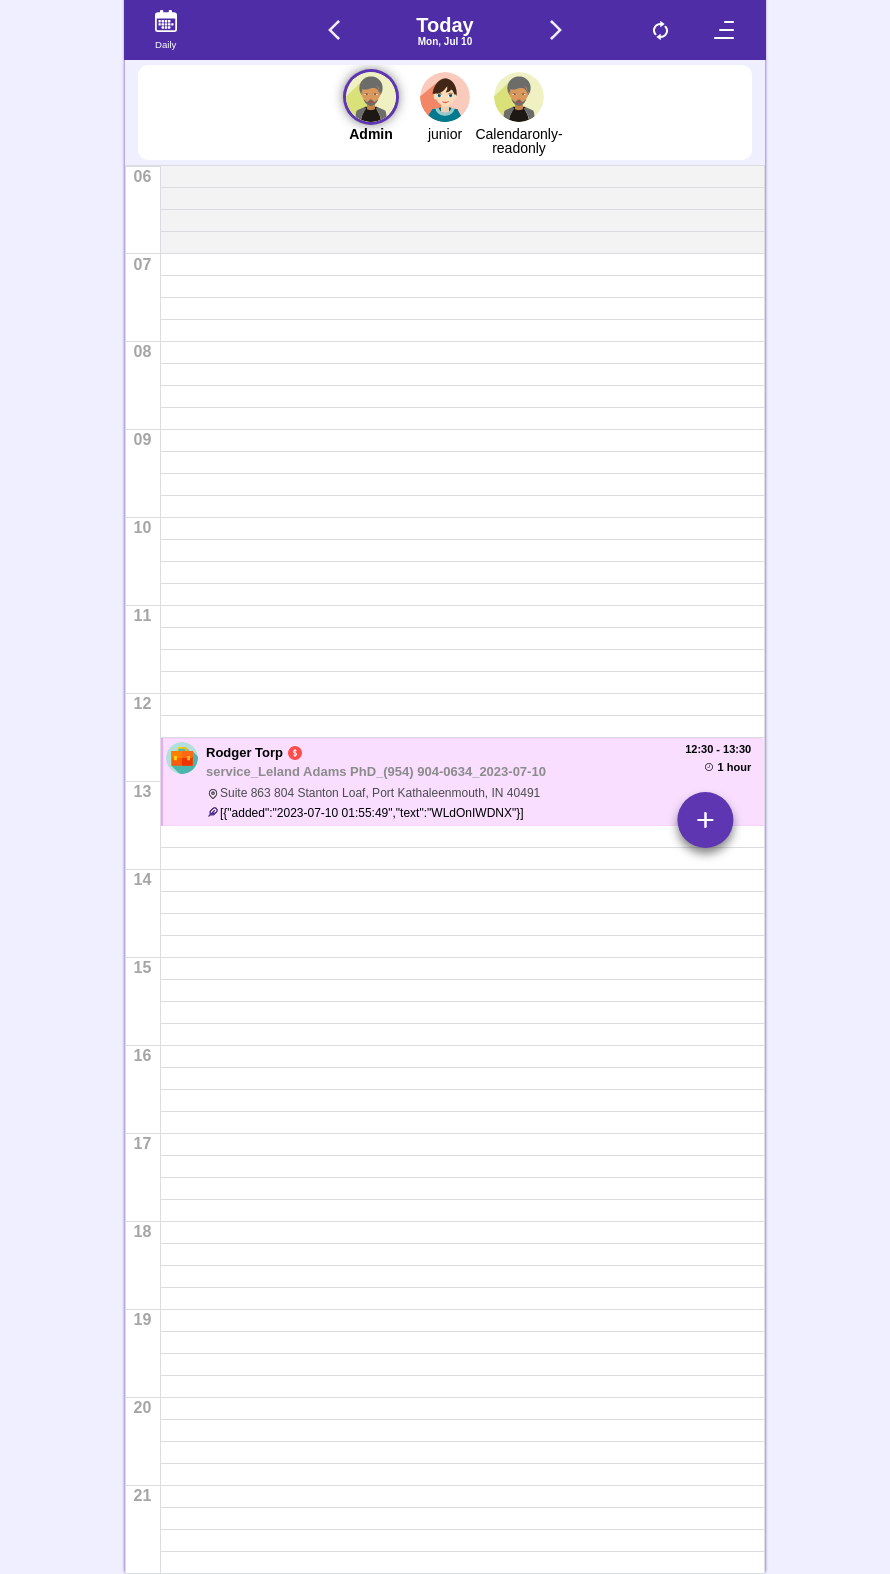 Daily
Today
Mon, Jul 10
Admin
junior
Calendaronly-
readonly
06
07
08
09
10
11
12
Rodger Torp
12:30 - 13:30
service_Leland Adams PhD_(954) 904-0634_2023-07-10
1 hour
13
Suite 863 804 Stanton Loaf, Port Kathaleenmouth, IN 40491
[{"added":"2023-07-10 01:55:49","text":"WLdOnIWDNX"}]
14
15
16
17
18
19
20
21